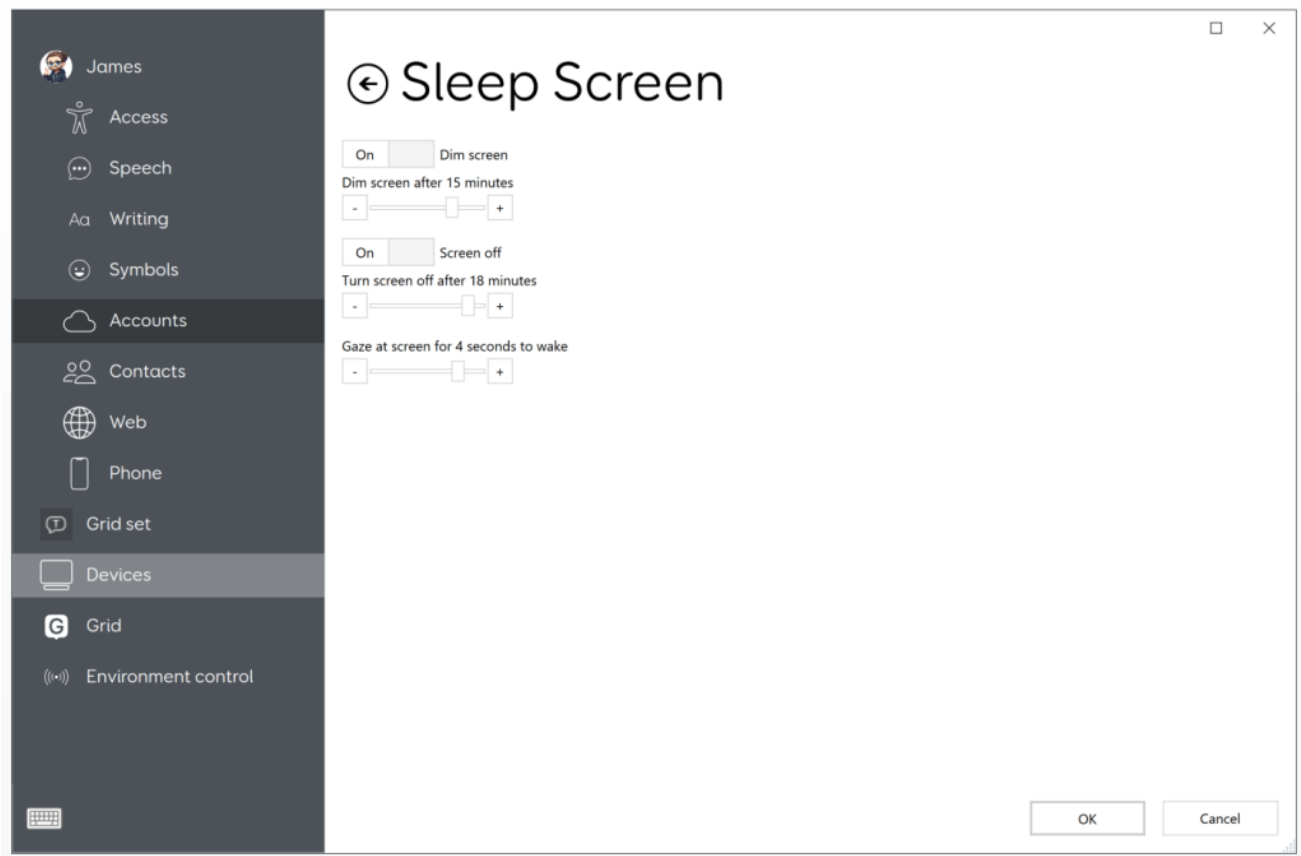 James
Access
Speech
Aa Writing
Symbols
Accounts
Contacts
Web
Phone
T Grid set
Devices
G Grid
Environment control
Sleep Screen
On Dim screen
Dim screen after 15 minutes
- +
On Screen off
Turn screen off after 18 minutes
- +
Gaze at screen for 4 seconds to wake
- +
OK Cancel